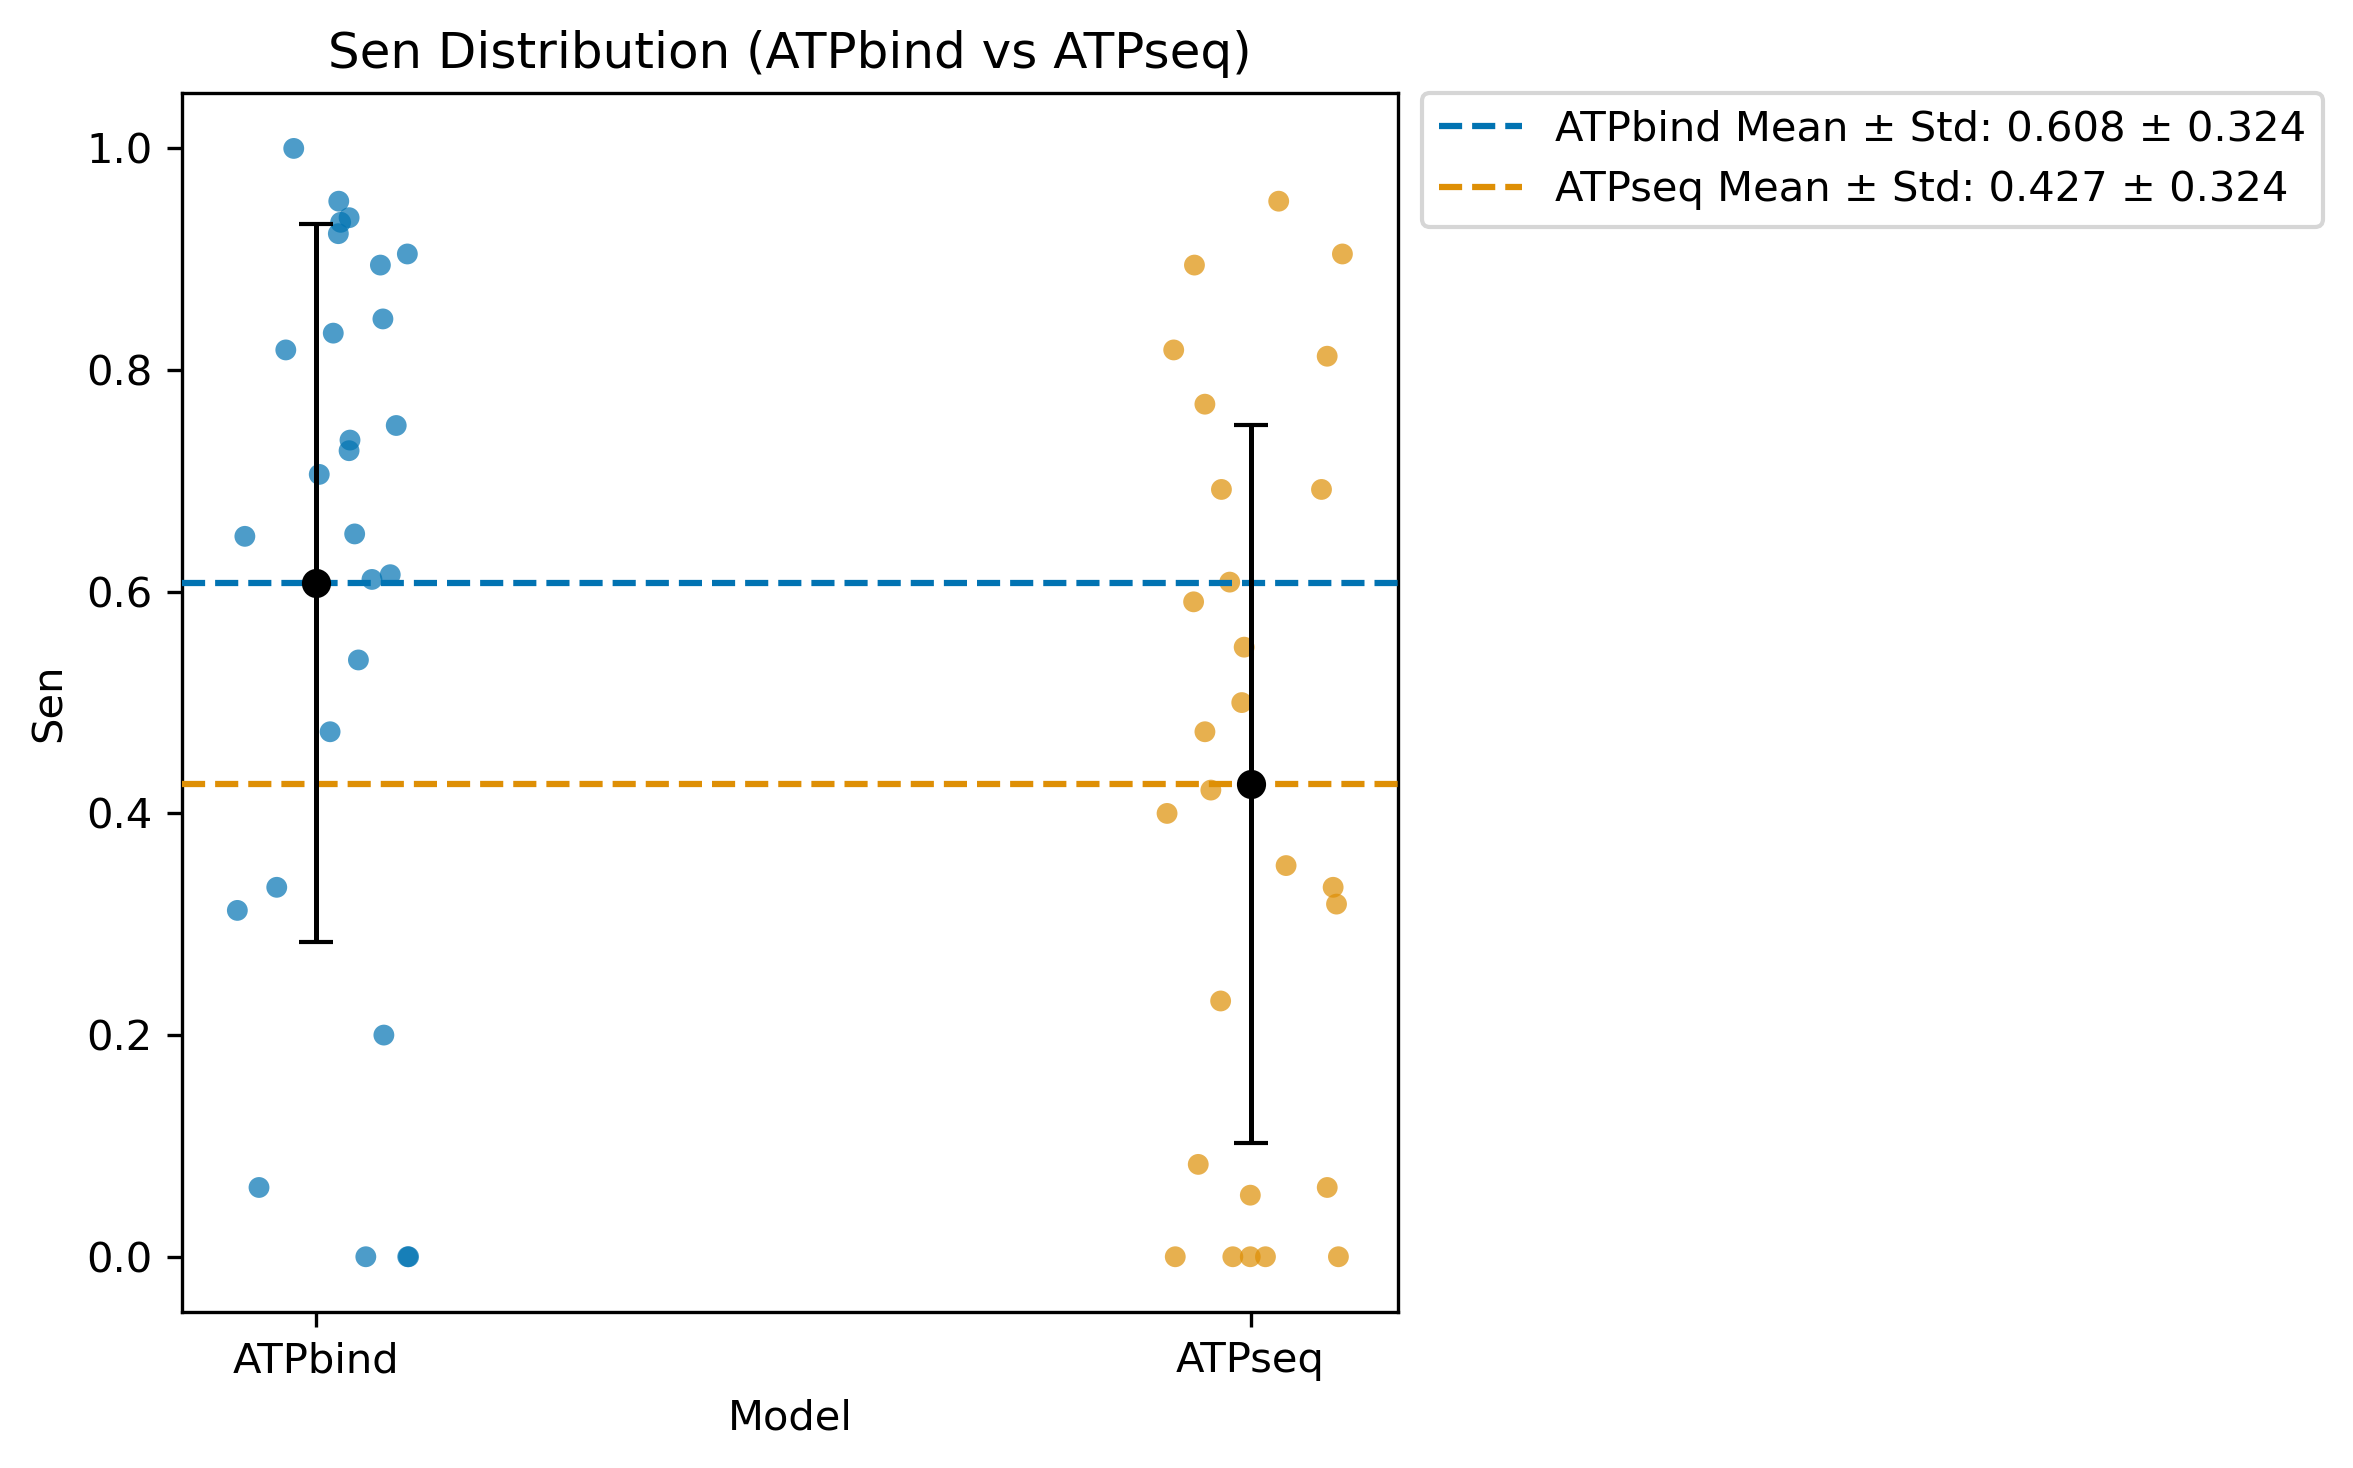 Sen Distribution (ATPbind vs ATPseq)
ATPbind Mean ± Std: 0.608 ± 0.324
ATPseq Mean ± Std: 0.427 ± 0.324
1.0
0.8
0.6
0.4
0.2
0.0
Sen
ATPbind
ATPseq
Model